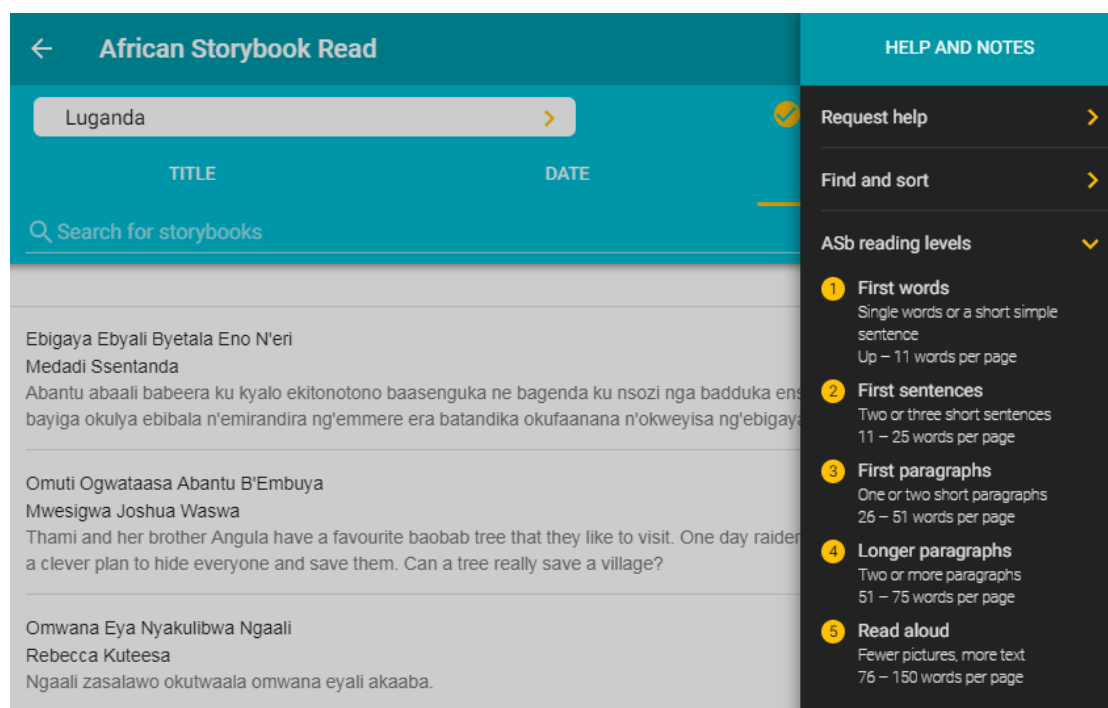 African Storybook Read
Luganda
TITLE
DATE
Search for storybooks
Ebigaya Ebyali Byetala Eno N'eri
Medadi Ssentanda
Abantu abaali babeera ku kyalo ekitonotono baasenguka ne bagenda ku nsozi nga badduka
bayiga okulya ebibala n'emirandira ng'emmere era batandika okufaanana n'okweyisa
Omuti Ogwataasa Abantu B'Embuya
Mwesigwa Joshua Waswa
Thami and her brother Angula have a favourite baobab tree that they like to visit. One day raider
a clever plan to hide everyone and save them. Can a tree really save a village?
Omwana Eya Nyakulibwa Ngaali
Rebecca Kuteesa
Ngaali zasalawo okutwaala omwana eyali akaaba.
HELP AND NOTES
Request help
Find and sort
ASb reading levels
1 First words
Single words or a short simple
sentence
Up – 11 words per page
2 First sentences
Two or three short sentences
11 – 25 words per page
3 First paragraphs
One or two short paragraphs
26 – 51 words per page
4 Longer paragraphs
Two or more paragraphs
51 – 75 words per page
5 Read aloud
Fewer pictures, more text
76 – 150 words per page